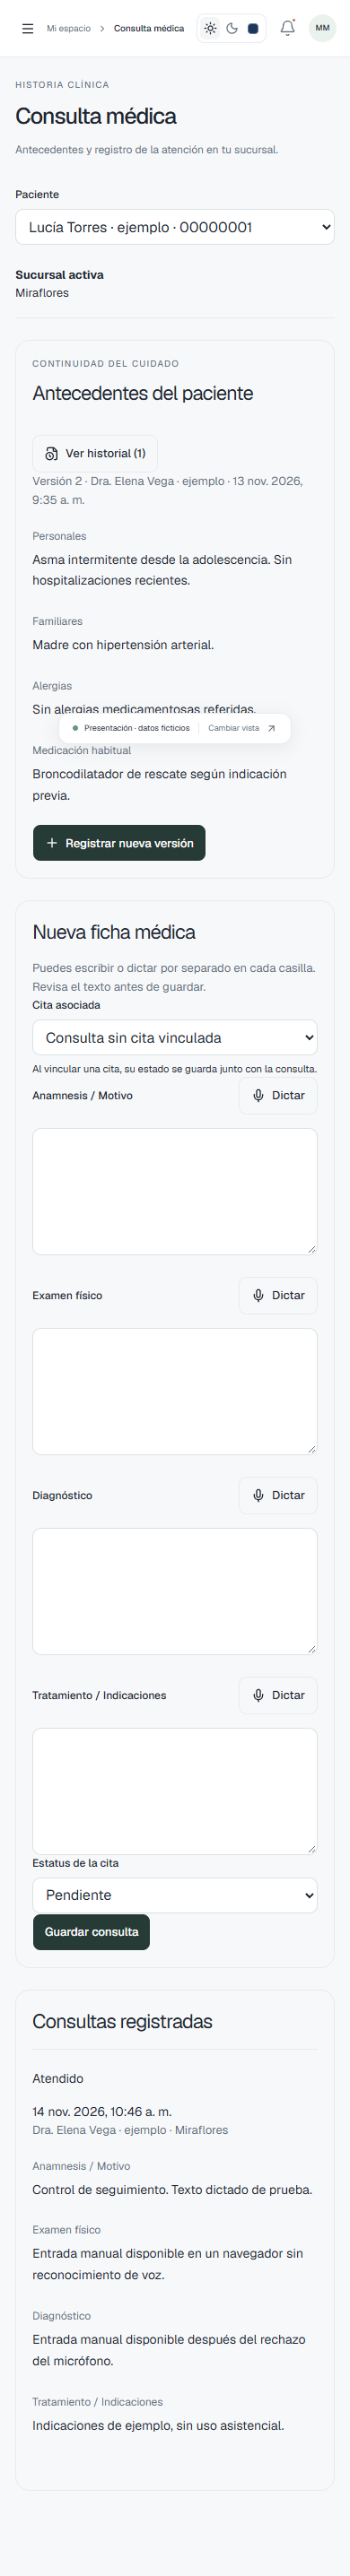 Mi espacio > Consulta médica
MM
HISTORIA CLÍNICA
Consulta médica
Antecedentes y registro de la atención en tu sucursal.
Paciente
Lucía Torres · ejemplo · 00000001
Sucursal activa
Miraflores
CONTINUIDAD DEL CUIDADO
Antecedentes del paciente
Ver historial (1)
Versión 2 · Dra. Elena Vega · ejemplo · 13 nov. 2026,
9:35 a. m.
Personales
Asma intermitente desde la adolescencia. Sin
hospitalizaciones recientes.
Familiares
Madre con hipertensión arterial.
Alergias
Sin alergias medicamentosas referidas.
Presentación · datos ficticios
Cambiar vista
Medicación habitual
Broncodilatador de rescate según indicación
previa.
Registrar nueva versión
Nueva ficha médica
Puedes escribir o dictar por separado en cada casilla.
Revisa el texto antes de guardar.
Cita asociada
Consulta sin cita vinculada
Al vincular una cita, su estado se guarda junto con la consulta.
Anamnesis / Motivo
Dictar
Examen físico
Dictar
Diagnóstico
Dictar
Tratamiento / Indicaciones
Dictar
Estatus de la cita
Pendiente
Guardar consulta
Consultas registradas
Atendido
14 nov. 2026, 10:46 a. m.
Dra. Elena Vega · ejemplo · Miraflores
Anamnesis / Motivo
Control de seguimiento. Texto dictado de prueba.
Examen físico
Entrada manual disponible en un navegador sin
reconocimiento de voz.
Diagnóstico
Entrada manual disponible después del rechazo
del micrófono.
Tratamiento / Indicaciones
Indicaciones de ejemplo, sin uso asistencial.